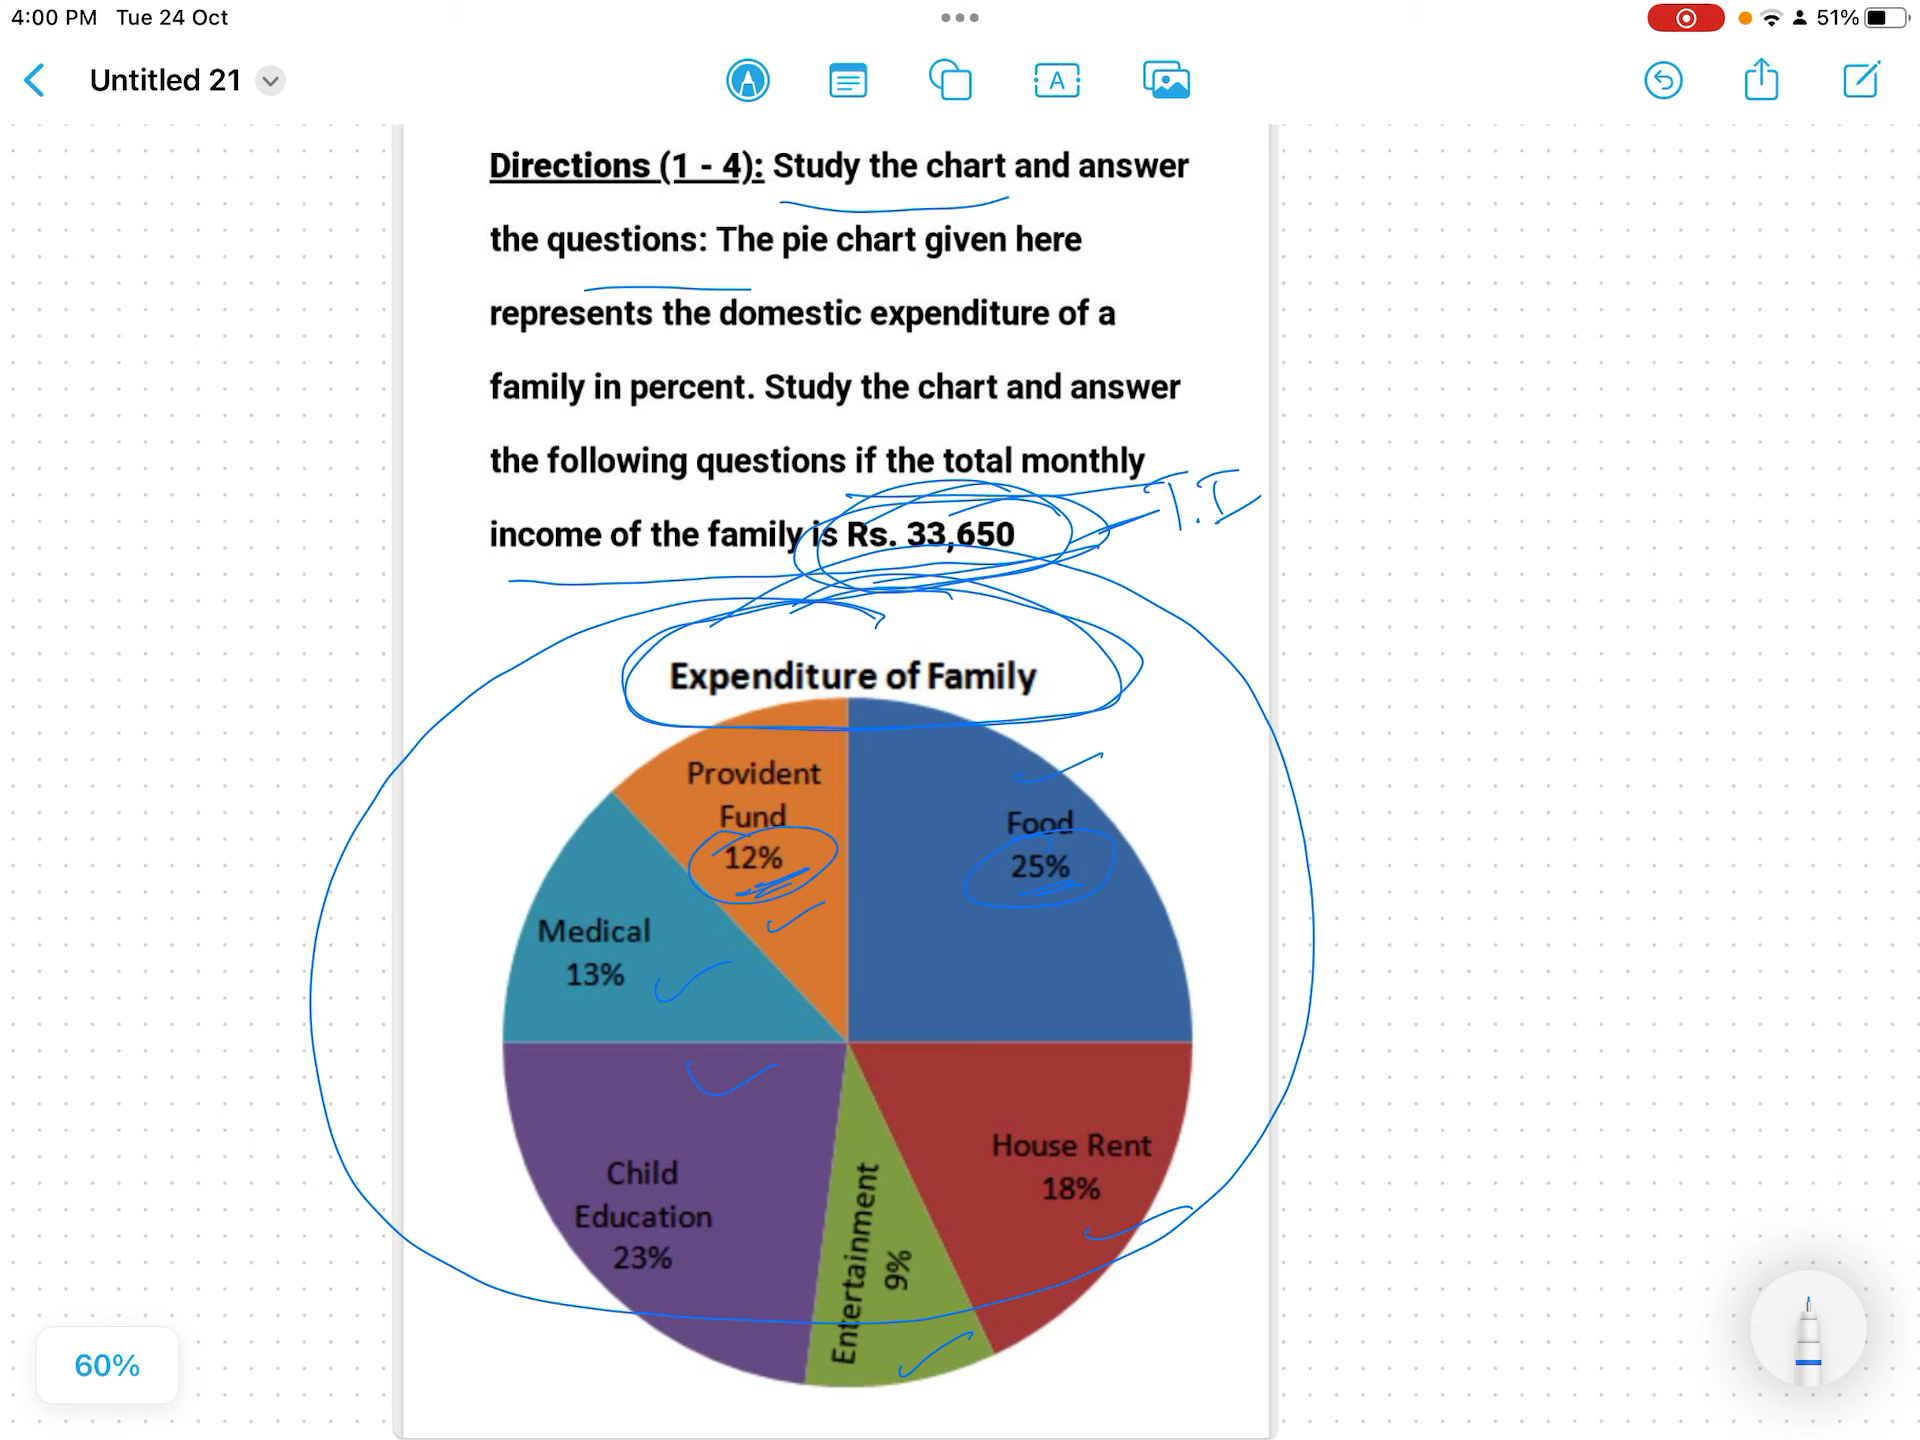 4:00 PM Tue 24 Oct
51%
Untitled 21
A
Directions (1 - 4): Study the chart and answer
the questions: The pie chart given here
represents the domestic expenditure of a
family in percent. Study the chart and answer
the following questions if the total monthly
income of the family is Rs. 33,650
T.I
Expenditure of Family
Provident
Fund
12%
Food
25%
Medical
13%
House Rent
18%
Child
Education
23%
Entertainment
9%
60%